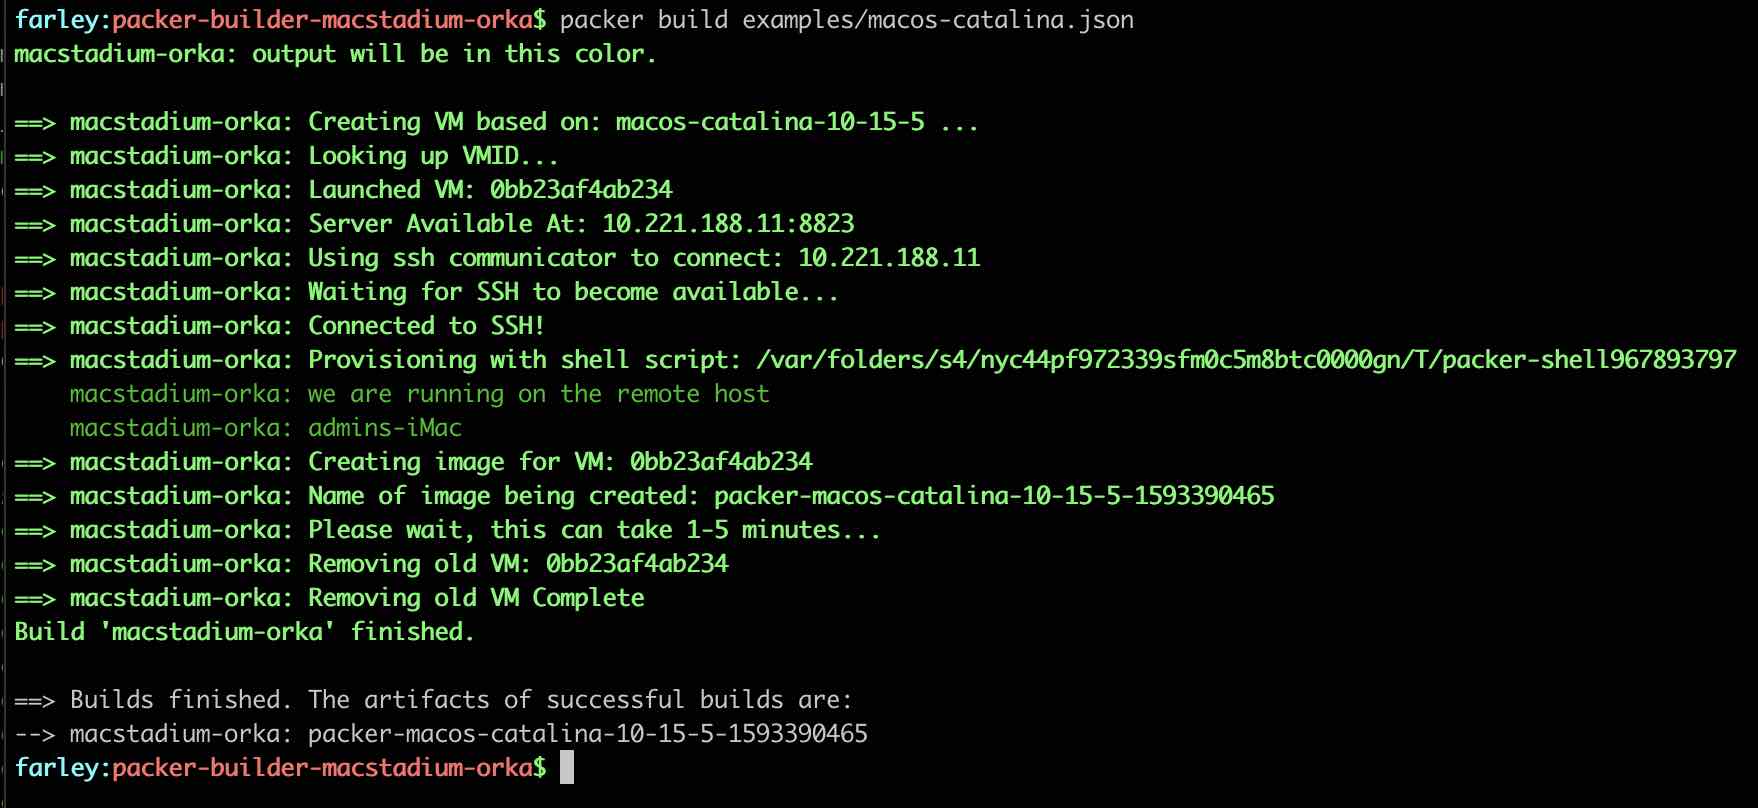 farley:packer-builder-macstadium-orka$ packer build examples/macos-catalina.json
macstadium-orka: output will be in this color.
==> macstadium-orka: Creating VM based on: macos-catalina-10-15-5 ...
==> macstadium-orka: Looking up VMID...
==> macstadium-orka: Launched VM: 0bb23af4ab234
==> macstadium-orka: Server Available At: 10.221.188.11:8823
==> macstadium-orka: Using ssh communicator to connect: 10.221.188.11
==> macstadium-orka: Waiting for SSH to become available...
==> macstadium-orka: Connected to SSH!
==> macstadium-orka: Provisioning with shell script: /var/folders/s4/nyc44pf972339sfm0c5m8btc0000gn/T/packer-shell967893797
macstadium-orka: we are running on the remote host
macstadium-orka: admins-iMac
==> macstadium-orka: Creating image for VM: 0bb23af4ab234
==> macstadium-orka: Name of image being created: packer-macos-catalina-10-15-5-1593390465
==> macstadium-orka: Please wait, this can take 1-5 minutes...
==> macstadium-orka: Removing old VM: 0bb23af4ab234
==> macstadium-orka: Removing old VM Complete
Build 'macstadium-orka' finished.
==> Builds finished. The artifacts of successful builds are:
--> macstadium-orka: packer-macos-catalina-10-15-5-1593390465
farley:packer-builder-macstadium-orka$